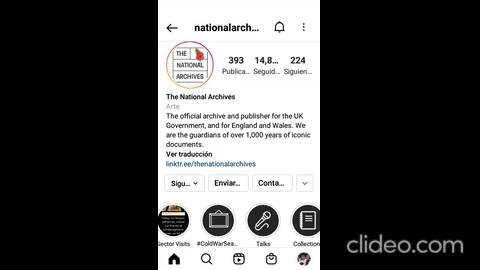 nationalarch...
THE
NATIONAL
ARCHIVES
393 14,8... 224
Publica... Seguid... Siguien...
The National Archives
Arte
The official archive and publisher for the UK
Government, and for England and Wales. We
are the guardians of over 1,000 years of iconic
documents.
Ver traducción
linktr.ee/thenationalarchives
Sigu... Enviar... Conta...
Sector Visits #ColdWarSea... Talks Collection
clideo.com